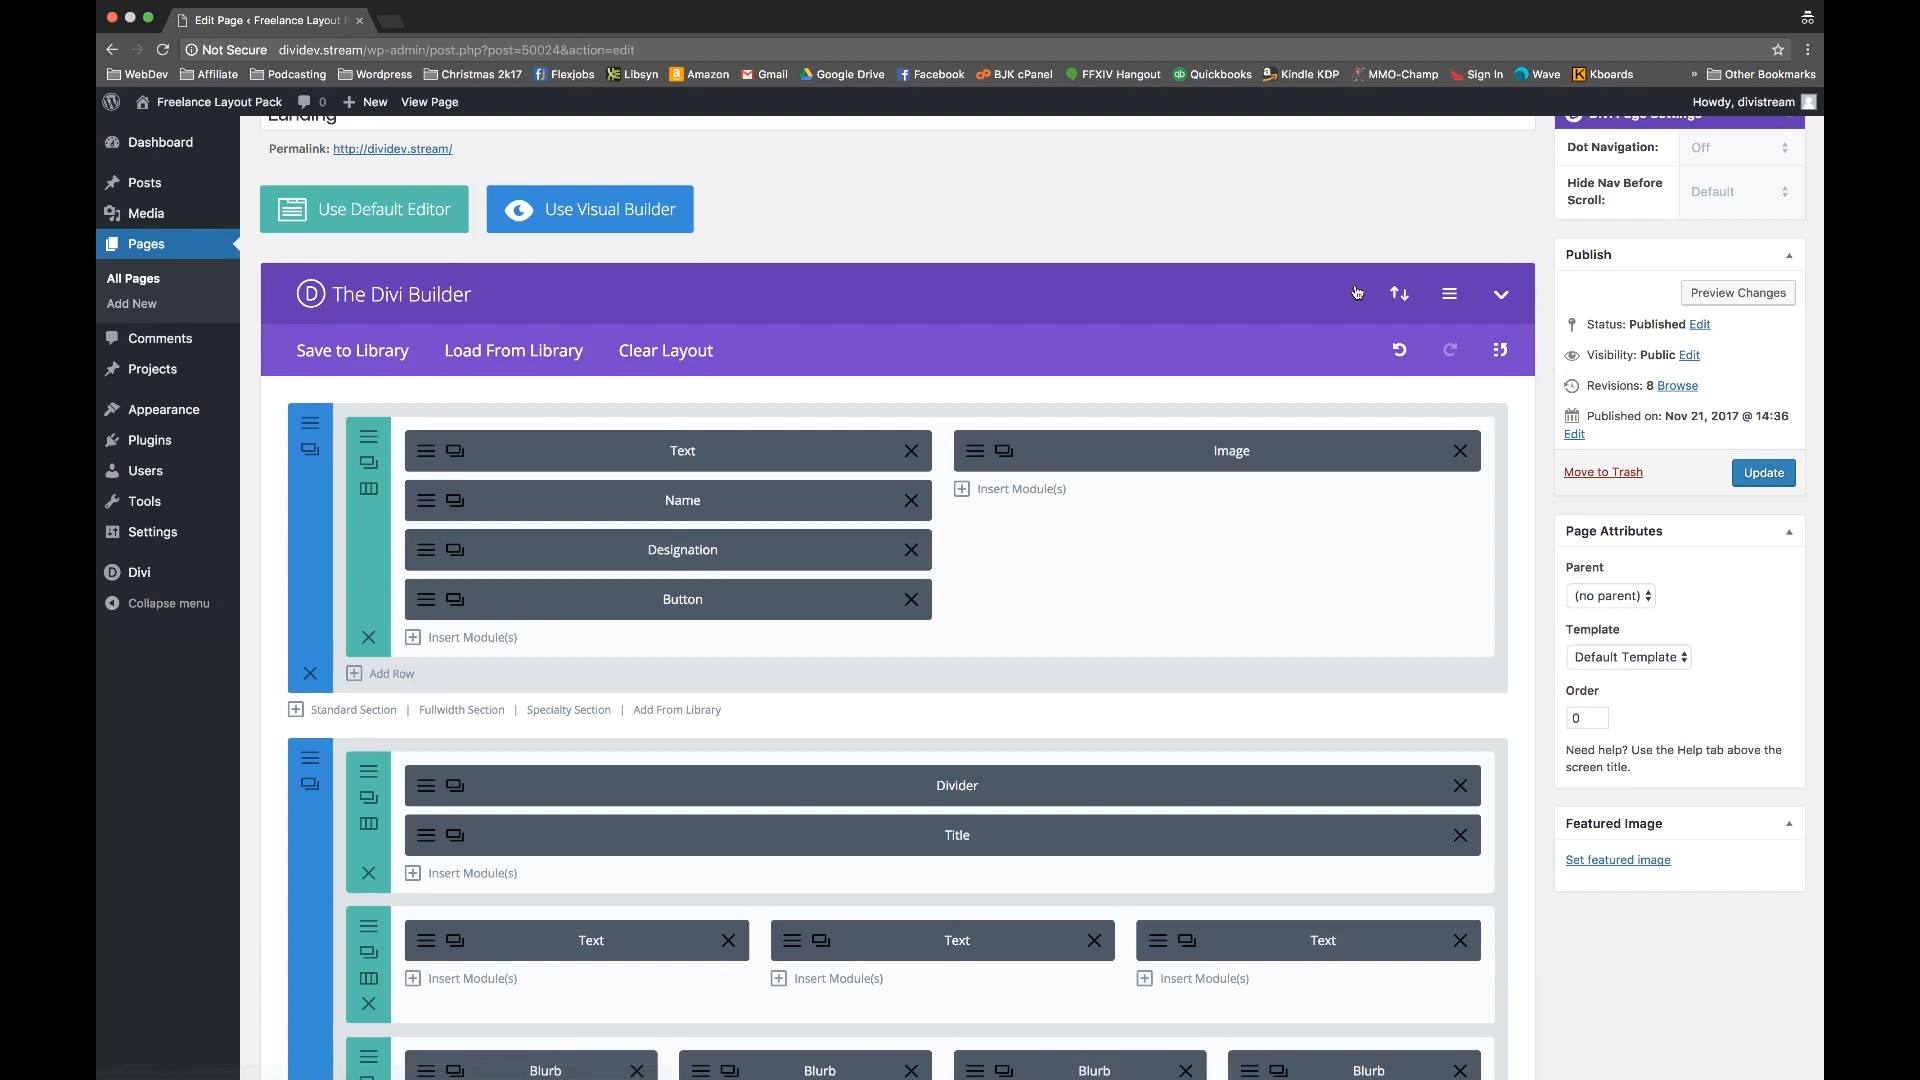 Edit Page ‹ Freelance Layout P
Not Secure dividev.stream/wp-admin/post.php?post=50024&action=edit
WebDev Affiliate Podcasting Wordpress Christmas 2k17 Flexjobs Libsyn Amazon Gmail Google Drive Facebook BJK cPanel FFXIV Hangout Quickbooks Kindle KDP MMO-Champ Sign In Wave Kboards » Other Bookmarks
Freelance Layout Pack 0 New View Page Howdy, divistream
Dashboard
Posts
Media
Pages
All Pages
Add New
Comments
Projects
Appearance
Plugins
Users
Tools
Settings
Divi
Collapse menu
Landing
Permalink: http://dividev.stream/
Use Default Editor Use Visual Builder
The Divi Builder
Save to Library Load From Library Clear Layout
Text Image
Insert Module(s)
Name
Designation
Button
Insert Module(s)
Add Row
Standard Section | Fullwidth Section | Specialty Section | Add From Library
Divider
Title
Insert Module(s)
Text Text Text
Insert Module(s) Insert Module(s) Insert Module(s)
Blurb Blurb Blurb Blurb
Divi Page Settings
Dot Navigation: Off
Hide Nav Before
Scroll:
Default
Publish
Preview Changes
Status: Published Edit
Visibility: Public Edit
Revisions: 8 Browse
Published on: Nov 21, 2017 @ 14:36
Edit
Move to Trash Update
Page Attributes
Parent
(no parent)
Template
Default Template
Order
0
Need help? Use the Help tab above the
screen title.
Featured Image
Set featured image